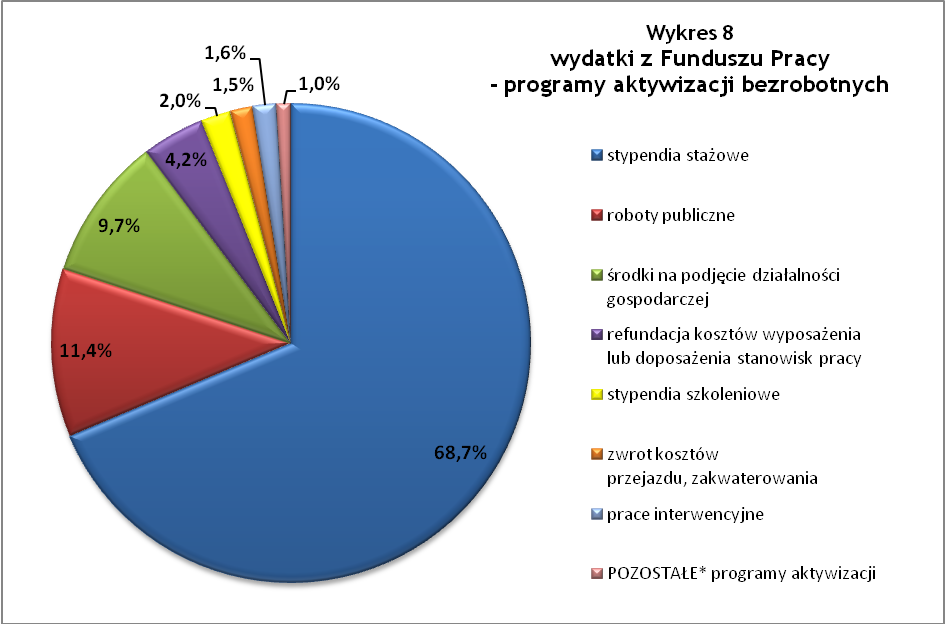 Wykres 8
wydatki z Funduszu Pracy
- programy aktywizacji bezrobotnych
1,6%
1,5%
1,0%
2,0%
4,2%
9,7%
11,4%
68,7%
stypendia stażowe
roboty publiczne
środki na podjęcie działalności
gospodarczej
refundacja kosztów wyposażenia
lub doposażenia stanowisk pracy
stypendia szkoleniowe
zwrot kosztów
przejazdu, zakwaterowania
prace interwencyjne
POZOSTAŁE* programy aktywizacji